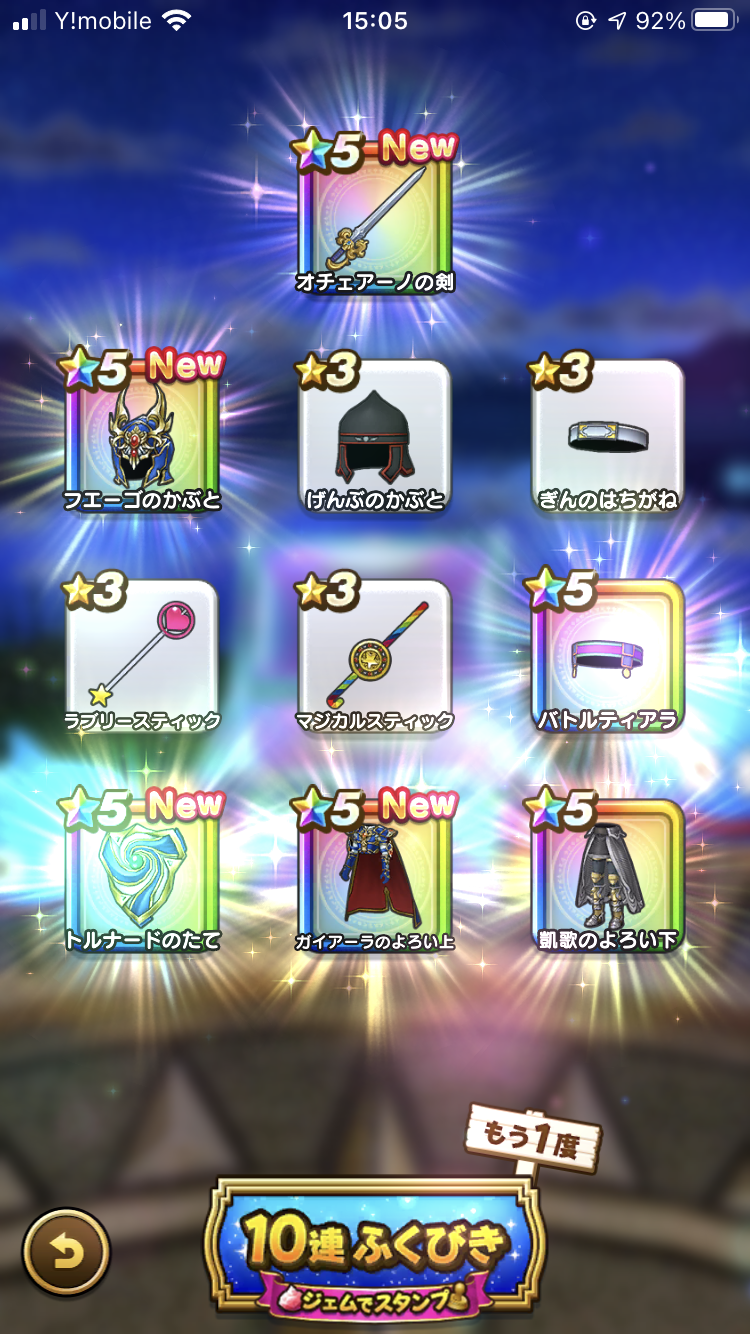 Y!mobile 15:05 92%
5 New
オチェアーノの剣
5 New 3 3
フエーゴのかぶと げんぶのかぶと ぎんのはちがね
3 3 5
ラブリースティック マジカルスティック バトルティアラ
5 New 5 New 5
トルナードのたて ガイアーラのよろい上 凱歌のよろい下
もう1度
10連 ふくびき
ジェムでスタンプ